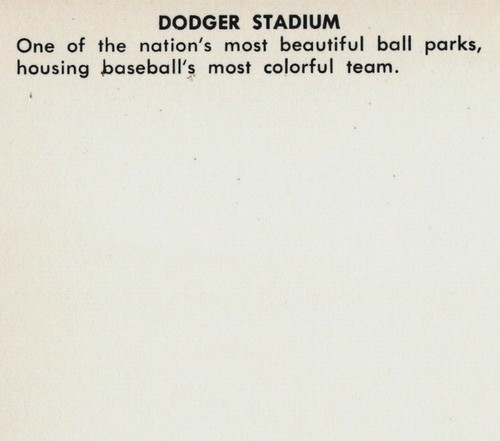 DODGER STADIUM
One of the nation's most beautiful ball parks,
housing baseball's most colorful team.